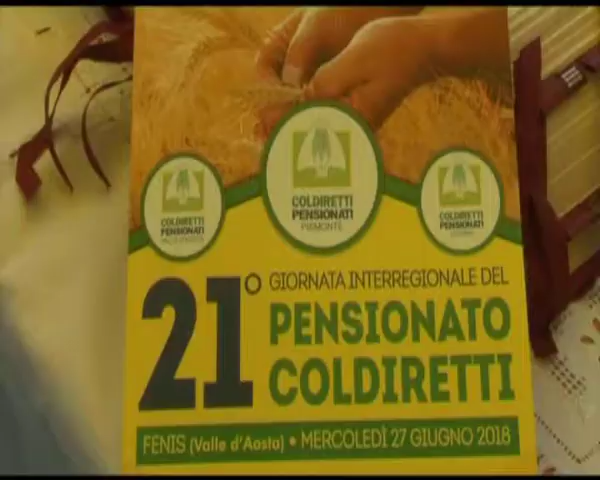 COLDIRETTI
PENSIONATI
PIEMONTE
COLDIRETTI
PENSIONATI
COLDIRETTI
PENSIONATI
21°
GIORNATA INTERREGIONALE DEL
PENSIONATO
COLDIRETTI
FENIS (Valle d'Aosta) • MERCOLEDÌ 27 GIUGNO 2018